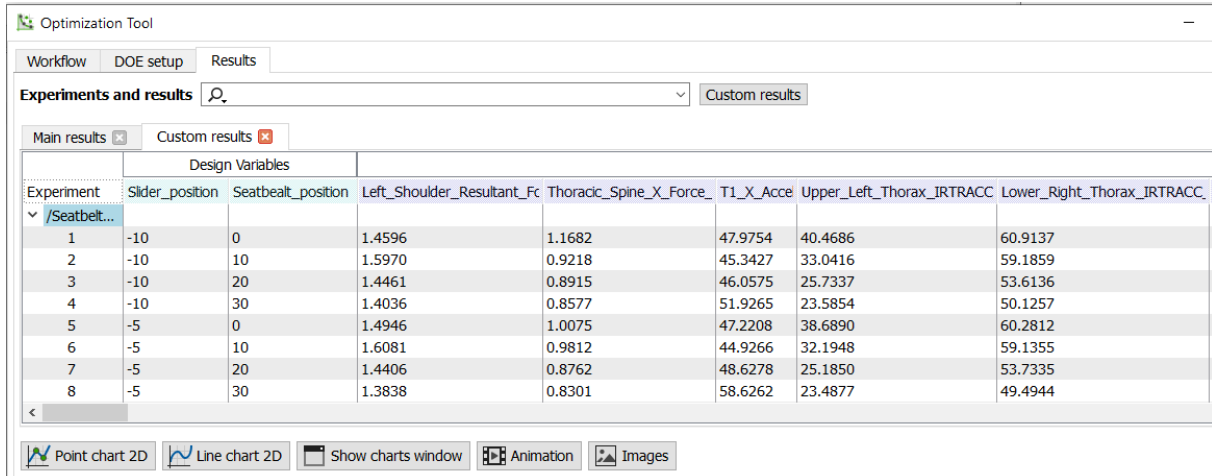 Optimization Tool
Workflow DOE setup Results
Experiments and results Custom results
Main results Custom results
Design Variables
Experiment Slider_position Seatbealt_position Left_Shoulder_Resultant_Fc Thoracic_Spine_X_Force_ T1_X_Accel Upper_Left_Thorax_IRTRACC Lower_Right_Thorax_IRTRACC_
/Seatbelt...
1 -10 0 1.4596 1.1682 47.9754 40.4686 60.9137
2 -10 10 1.5970 0.9218 45.3427 33.0416 59.1859
3 -10 20 1.4461 0.8915 46.0575 25.7337 53.6136
4 -10 30 1.4036 0.8577 51.9265 23.5854 50.1257
5 -5 0 1.4946 1.0075 47.2208 38.6890 60.2812
6 -5 10 1.6081 0.9812 44.9266 32.1948 59.1355
7 -5 20 1.4406 0.8762 48.6278 25.1850 53.7335
8 -5 30 1.3838 0.8301 58.6262 23.4877 49.4944
Point chart 2D Line chart 2D Show charts window Animation Images